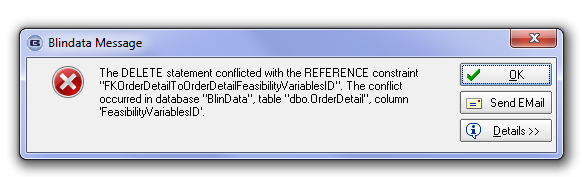 Blindata Message
The DELETE statement conflicted with the REFERENCE constraint
"FKOrderDetailToOrderDetailFeasibilityVariablesID". The conflict
occurred in database "BlinData", table "dbo.OrderDetail", column
'FeasibilityVariablesID'.
OK
Send EMail
Details >>